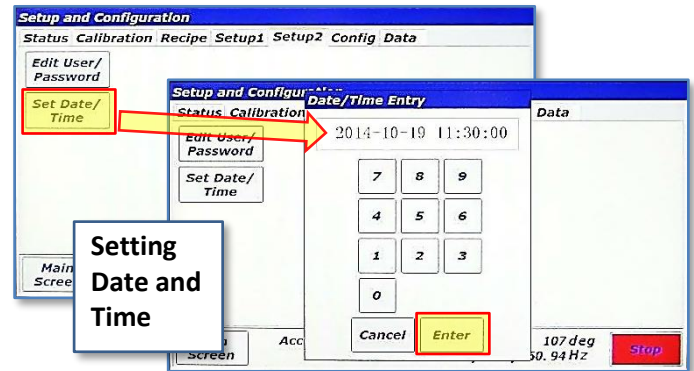 Setup and Configuration
Status Calibration Recipe Setup1 Setup2 Config Data
Edit User/
Password
Set Date/
Time
Main
Setup and
Status Calibration
Data
Edit User/
Password
Set Date/
Time
Date/Time Entry
2014-10-19 11:30:00
7 8 9
4 5 6
1 2 3
0
Cancel Enter
Screen
107 deg
50.94 Hz
Stop
Setting
Date and
Time